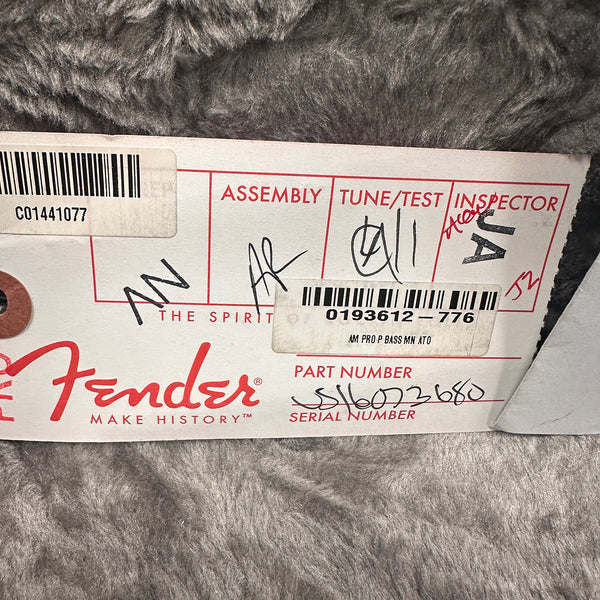 C01441077
ASSEMBLY
TUNE/TEST
INSPECTOR
JA
THE SPIRIT
0193612-776
AM PRO P BASS MN ATO
Fender®
MAKE HISTORY™
PART NUMBER
US16073680
SERIAL NUMBER